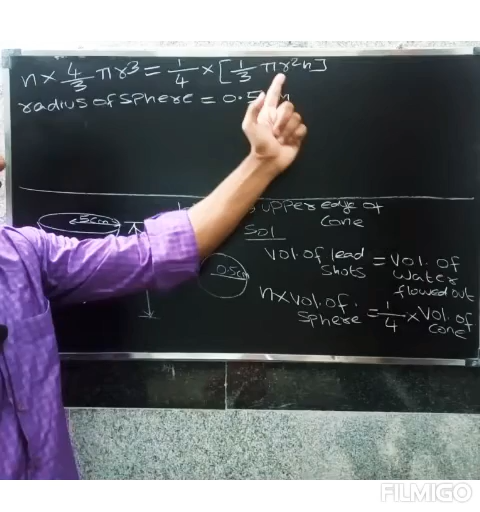 n × 4/3 πr³ = 1/4 × [1/3 πr²h]
radius of sphere = 0.5
5cm
upper edge of
cone
Sol
0.5cm
Vol. of lead shots = Vol. of water flowed out
n × vol. of sphere = 1/4 × Vol. of cone
FILMIGO